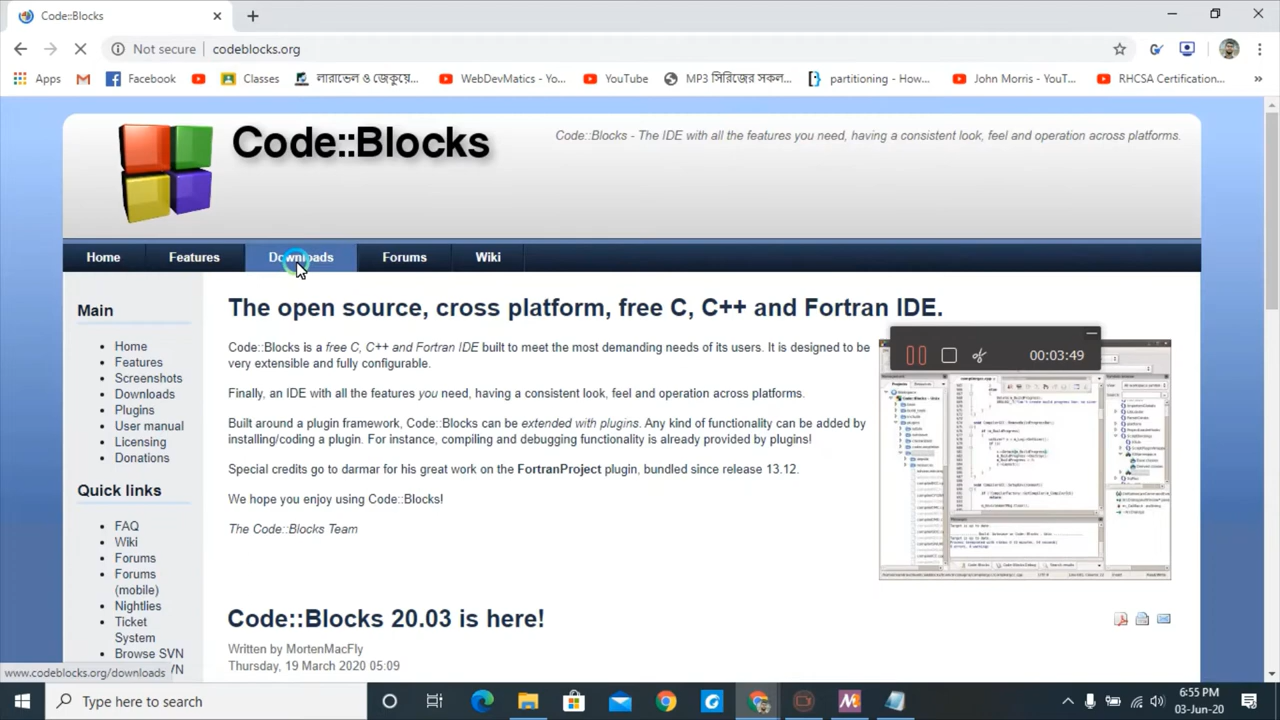 Code::Blocks
Not secure
codeblocks.org
Apps
Facebook
Classes
লারাভেল ও জেকুয়ে...
WebDevMatics - Yo...
YouTube
MP3 সিরিজের সকল...
partitioning - How...
John Morris - YouT...
RHCSA Certification...
»
Code::Blocks
Code::Blocks - The IDE with all the features you need, having a consistent look, feel and operation across platforms.
Home
Features
Downloads
Forums
Wiki
Main
Home
Features
Screenshots
Downloads
Plugins
User manual
Licensing
Donations
Quick links
FAQ
Wiki
Forums
Forums
(mobile)
Nightlies
Ticket
System
Browse SVN
The open source, cross platform, free C, C++ and Fortran IDE.
Code::Blocks is a free C, C++ and Fortran IDE built to meet the most demanding needs of its users. It is designed to be
very extensible and fully configurable.
Finally, an IDE with all the features you need, having a consistent look, feel and operation across platforms.
Built around a plugin framework, Code::Blocks can be extended with plugins. Any kind of functionality can be added by
installing/coding a plugin. For instance, compiling and debugging functionality is already provided by plugins!
Special credits go to darmar for his great work on the FortranProject plugin, bundled since release 13.12.
We hope you enjoy using Code::Blocks!
The Code::Blocks Team
00:03:49
Code::Blocks 20.03 is here!
Written by MortenMacFly
Thursday, 19 March 2020 05:09
www.codeblocks.org/downloads
Type here to search
6:55 PM
03-Jun-20